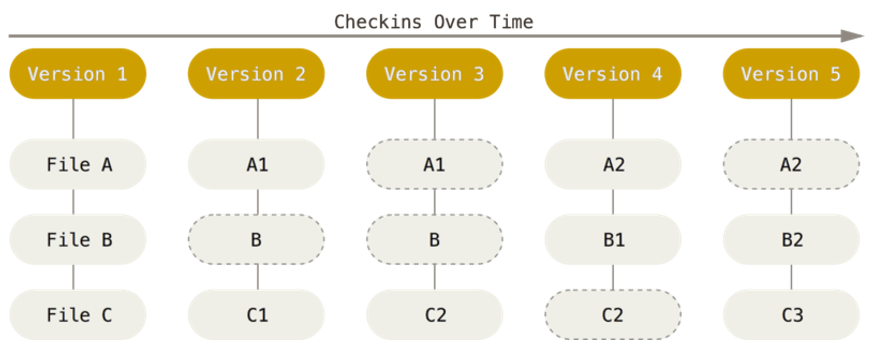 Checkins Over Time
Version 1 Version 2 Version 3 Version 4 Version 5
File A A1 A1 A2 A2
File B B B B1 B2
File C C1 C2 C2 C3